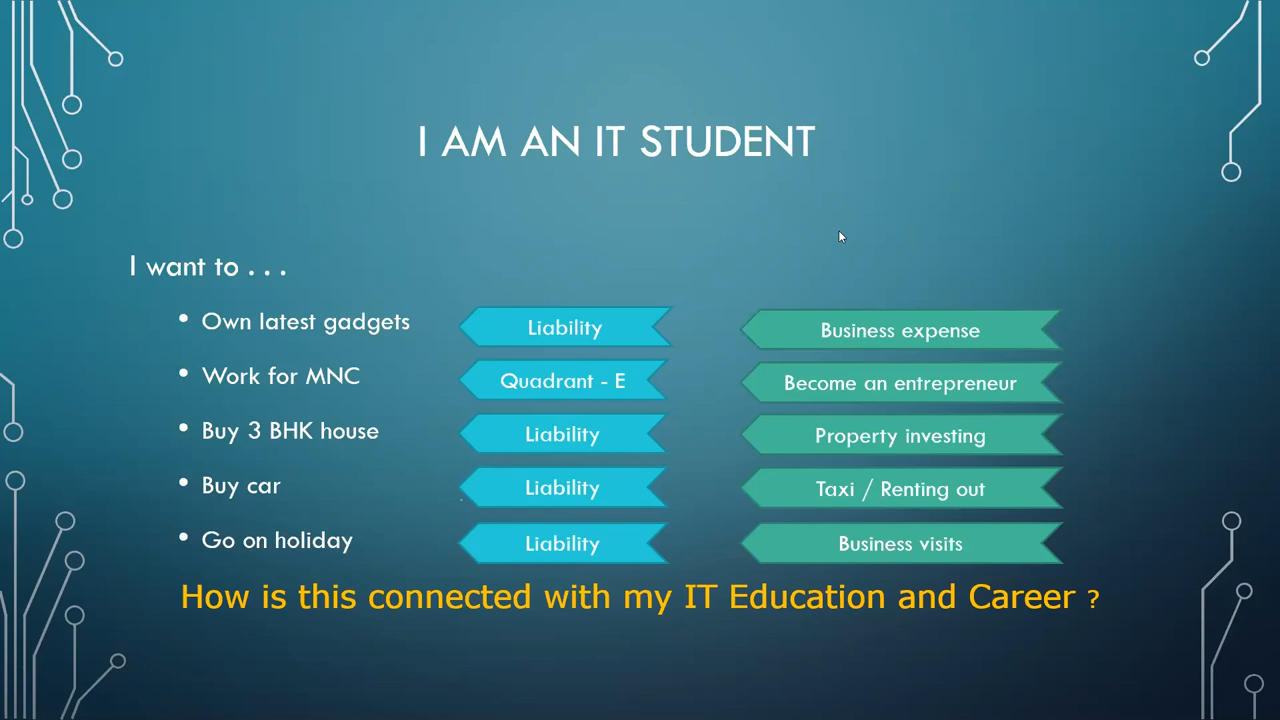 I AM AN IT STUDENT
I want to . . .
• Own latest gadgets Liability Business expense
• Work for MNC Quadrant - E Become an entrepreneur
• Buy 3 BHK house Liability Property investing
• Buy car Liability Taxi / Renting out
• Go on holiday Liability Business visits
How is this connected with my IT Education and Career ?